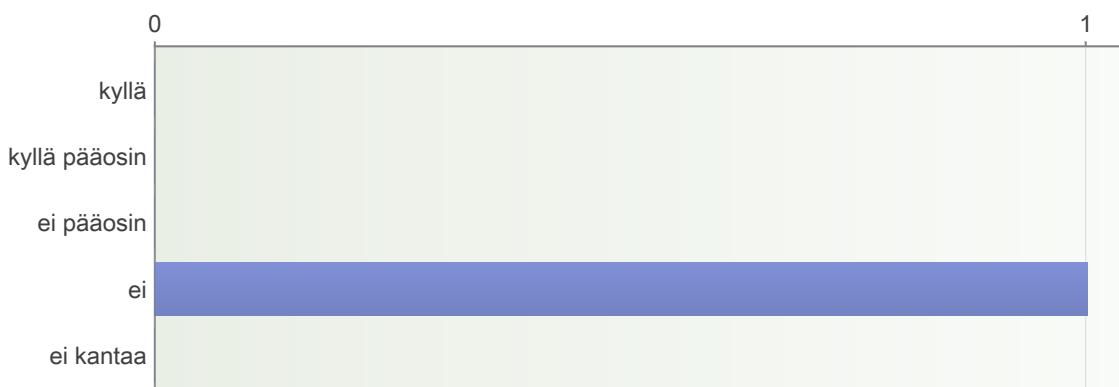 0 1
kyllä
kyllä pääosin
ei pääosin
ei
ei kantaa